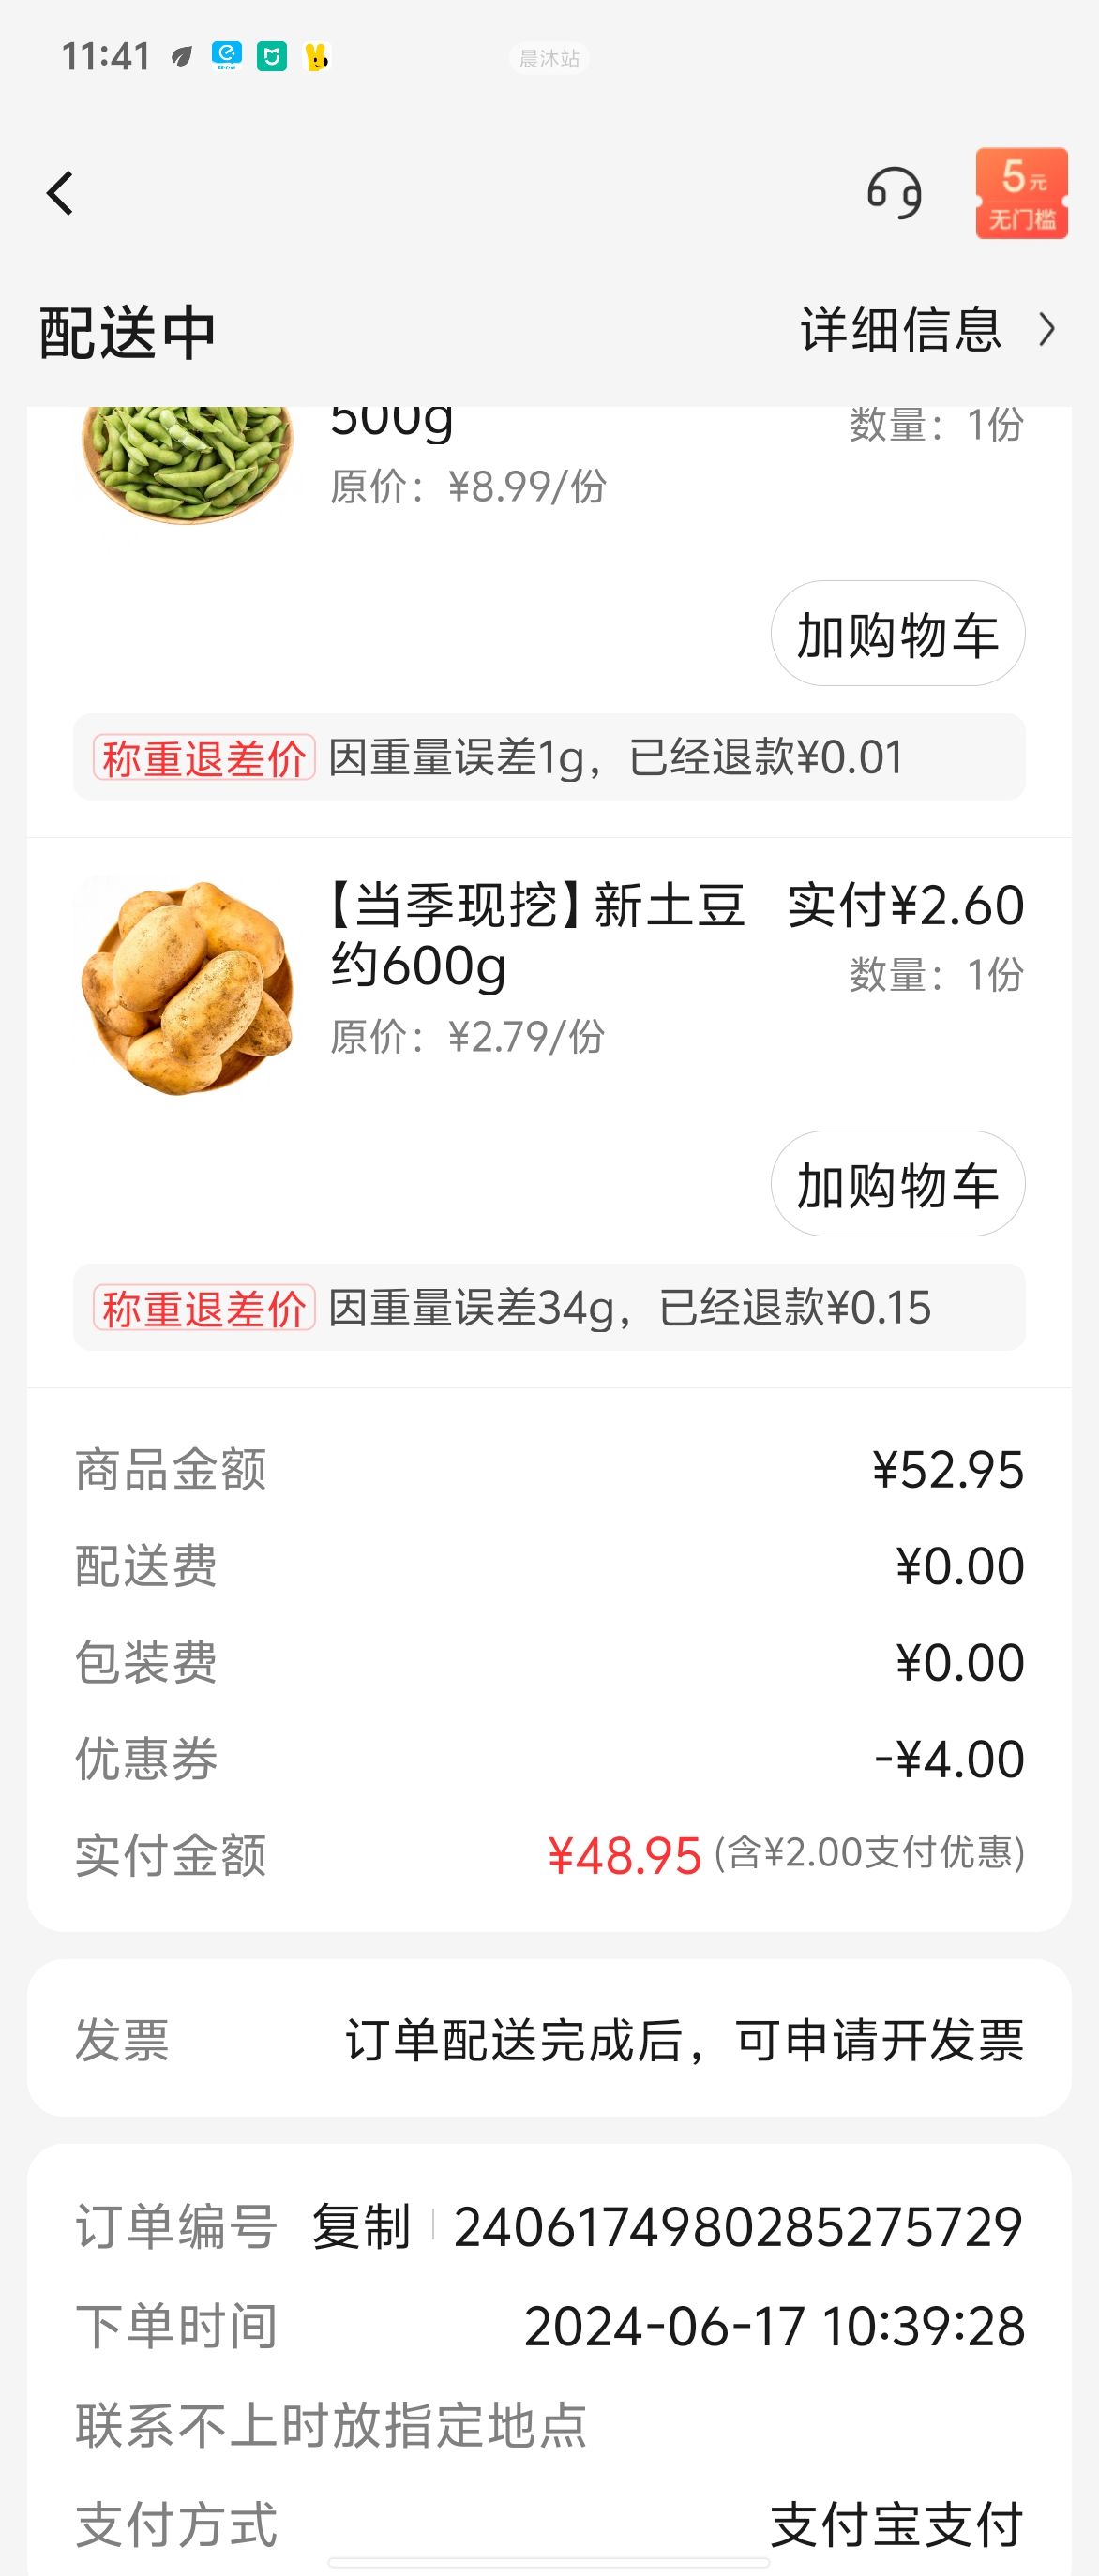 11:41
晨沐站
5元
无门槛
配送中
详细信息
500g
数量：1份
原价：¥8.99/份
加购物车
称重退差价 因重量误差1g，已经退款¥0.01
【当季现挖】新土豆 实付¥2.60
约600g
数量：1份
原价：¥2.79/份
加购物车
称重退差价 因重量误差34g，已经退款¥0.15
商品金额 ¥52.95
配送费 ¥0.00
包装费 ¥0.00
优惠券 -¥4.00
实付金额 ¥48.95 (含¥2.00支付优惠)
发票 订单配送完成后，可申请开发票
订单编号 复制 2406174980285275729
下单时间 2024-06-17 10:39:28
联系不上时放指定地点
支付方式 支付宝支付